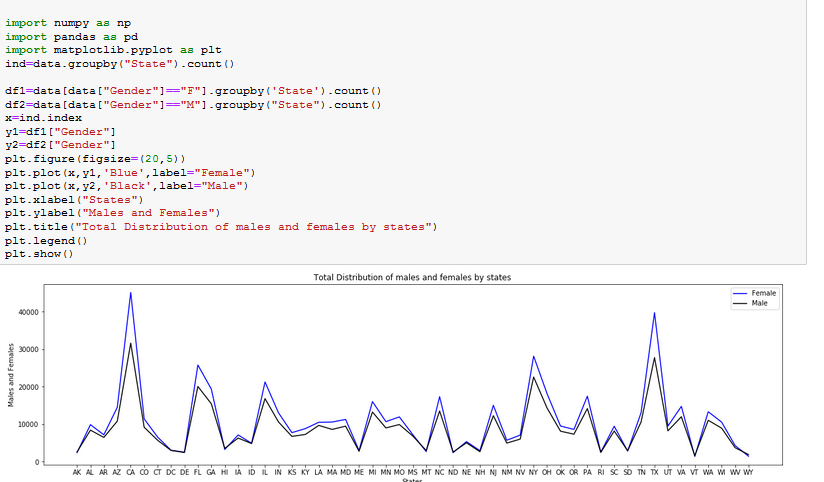 import numpy as np
import pandas as pd
import matplotlib.pyplot as plt
ind=data.groupby("State").count()
df1=data[data["Gender"]=="F"].groupby('State').count()
df2=data[data["Gender"]=="M"].groupby("State").count()
x=ind.index
y1=df1["Gender"]
y2=df2["Gender"]
plt.figure(figsize=(20,5))
plt.plot(x,y1,'Blue',label="Female")
plt.plot(x,y2,'Black',label="Male")
plt.xlabel("States")
plt.ylabel("Males and Females")
plt.title("Total Distribution of males and females by states")
plt.legend()
plt.show()
Total Distribution of males and females by states
Female
Male
40000
30000
20000
10000
0
Males and Females
AK AL AR AZ CA CO CT DC DE FL GA HI IA ID IL IN KS KY LA MA MD ME MI MN MO MS MT NC ND NE NH NJ NM NV NY OH OK OR PA RI SC SD TN TX UT VA VT WA WI WV WY
States